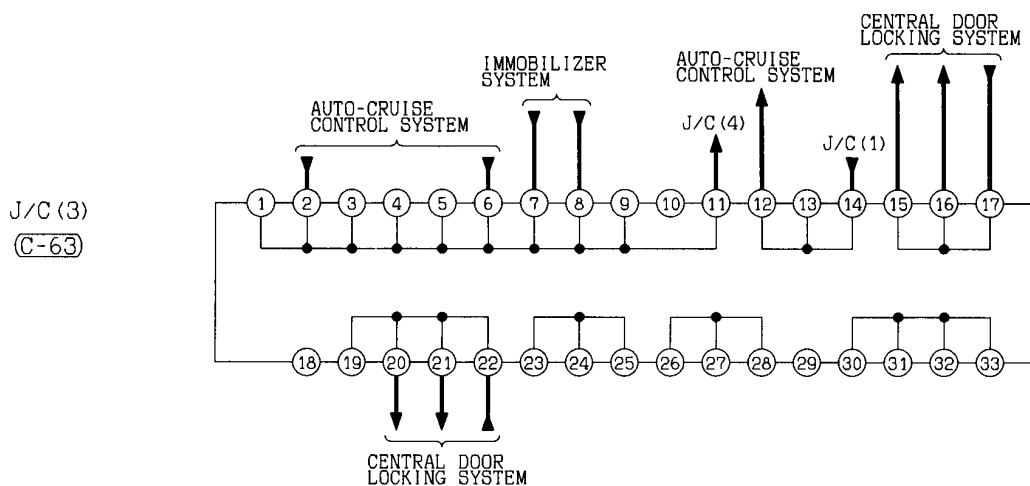 CENTRAL DOOR
LOCKING SYSTEM
IMMOBILIZER
SYSTEM
AUTO-CRUISE
CONTROL SYSTEM
AUTO-CRUISE
CONTROL SYSTEM
J/C(4)
J/C(1)
J/C(3)
C-63
1 2 3 4 5 6 7 8 9 10 11 12 13 14 15 16 17
18 19 20 21 22 23 24 25 26 27 28 29 30 31 32 33
CENTRAL DOOR
LOCKING SYSTEM